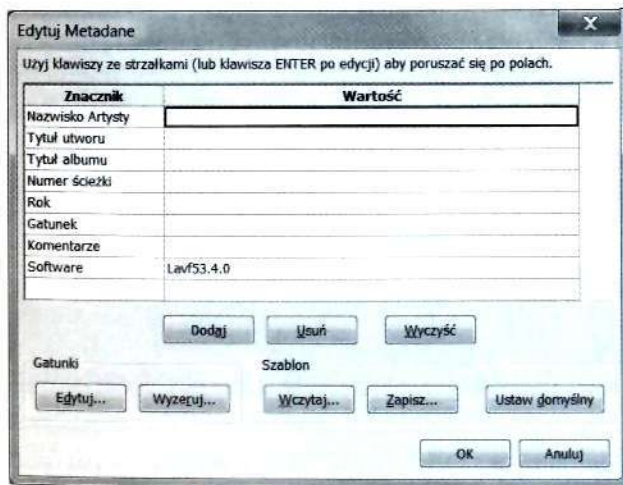 Edytuj Metadane
X
Użyj klawiszy ze strzałkami (lub klawisza ENTER po edycji) aby poruszać się po polach.
Znacznik Wartość
Nazwisko Artysty
Tytuł utworu
Tytuł albumu
Numer ścieżki
Rok
Gatunek
Komentarze
Software Lavf53.4.0
Dodaj Usuń Wyczyść
Gatunki Szablon
Edytuj... Wyzeruj... Wczytaj... Zapisz... Ustaw domyślny
OK Anuluj